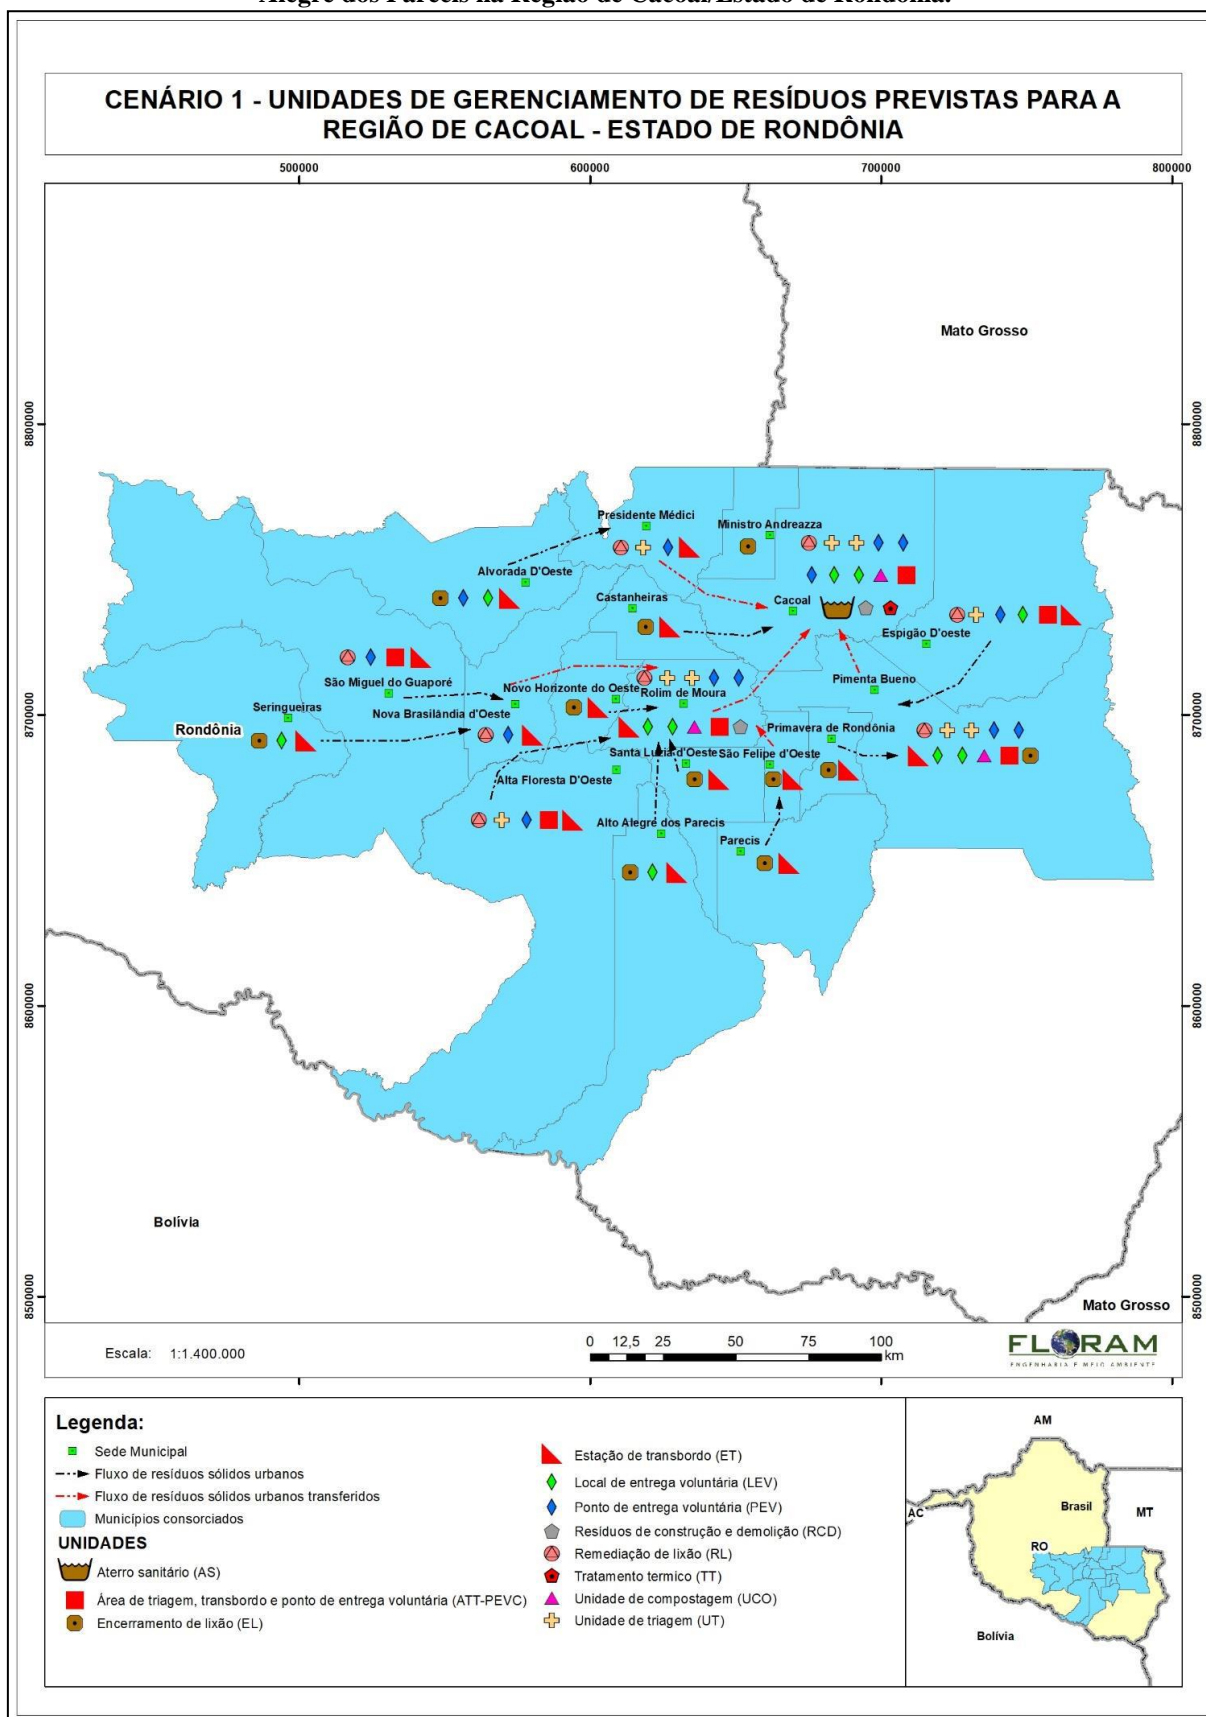 Alegre dos Parecis na Região de Cacoal/Estado de Rondônia.
CENÁRIO 1 - UNIDADES DE GERENCIAMENTO DE RESÍDUOS PREVISTAS PARA A
REGIÃO DE CACOAL - ESTADO DE RONDÔNIA
500000
600000
700000
800000
Mato Grosso
8800000
8800000
Presidente Médici
Ministro Andreazza
Alvorada D'Oeste
Castanheiras
Cacoal
Espigão D'oeste
São Miguel do Guaporé
Pimenta Bueno
Novo Horizonte do Oeste
Rolim de Moura
Seringueiras
Nova Brasilândia d'Oeste
8700000
8700000
Rondônia
Primavera de Rondônia
Santa Luzia d'Oeste
São Felipe d'Oeste
Alta Floresta D'Oeste
Alto Alegre dos Parecis
Parecis
8600000
8600000
Bolívia
8500000
8500000
Mato Grosso
Escala: 1:1.400.000
0 12,5 25 50 75 100
km
FLORAM
ENGENHARIA E MEIO AMBIENTE
Legenda:
Sede Municipal
Fluxo de resíduos sólidos urbanos
Fluxo de resíduos sólidos urbanos transferidos
Municípios consorciados
UNIDADES
Aterro sanitário (AS)
Área de triagem, transbordo e ponto de entrega voluntária (ATT-PEVC)
Encerramento de lixão (EL)
Estação de transbordo (ET)
Local de entrega voluntária (LEV)
Ponto de entrega voluntária (PEV)
Resíduos de construção e demolição (RCD)
Remediação de lixão (RL)
Tratamento termico (TT)
Unidade de compostagem (UCO)
Unidade de triagem (UT)
AM
Brasil
AC
MT
RO
Bolívia